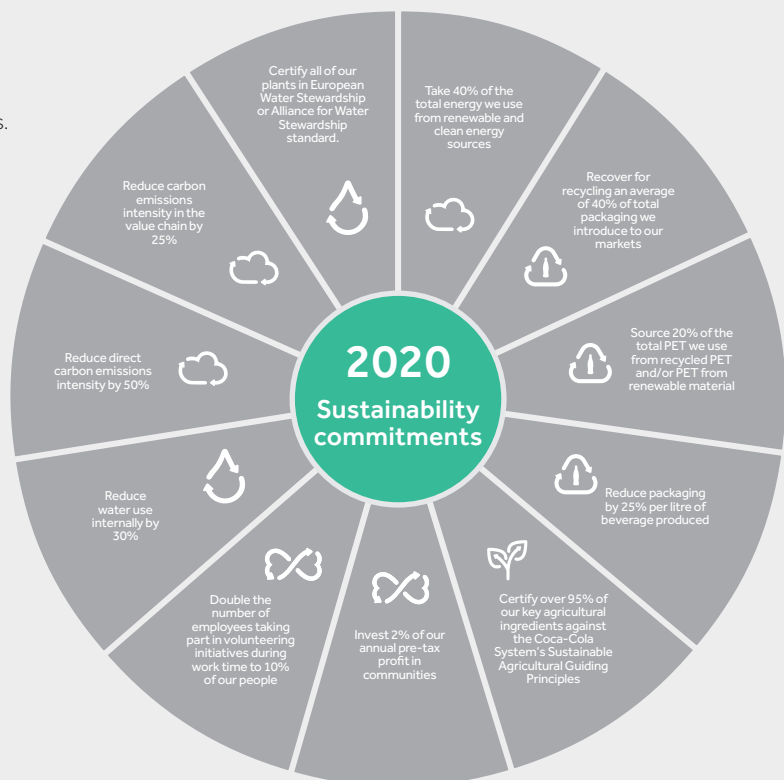 s.
Certify all of our
plants in European
Water Stewardship
or Alliance for Water
Stewardship
standard.
Take 40% of the
total energy we use
from renewable and
clean energy
sources
Recover for
recycling an average
of 40% of total
packaging we
introduce to our
markets
Source 20% of the
total PET we use
from recycled PET
and/or PET from
renewable material
Reduce packaging
by 25% per litre of
beverage produced
Certify over 95% of
our key agricultural
ingredients against
the Coca-Cola
System's Sustainable
Agricultural Guiding
Principles
Invest 2% of our
annual pre-tax
profit in
communities
Double the
number of
employees taking
part in volunteering
initiatives during
work time to 10%
of our people
Reduce
water use
internally by
30%
Reduce direct
carbon emissions
intensity by 50%
Reduce carbon
emissions
intensity in the
value chain by
25%
2020
Sustainability
commitments